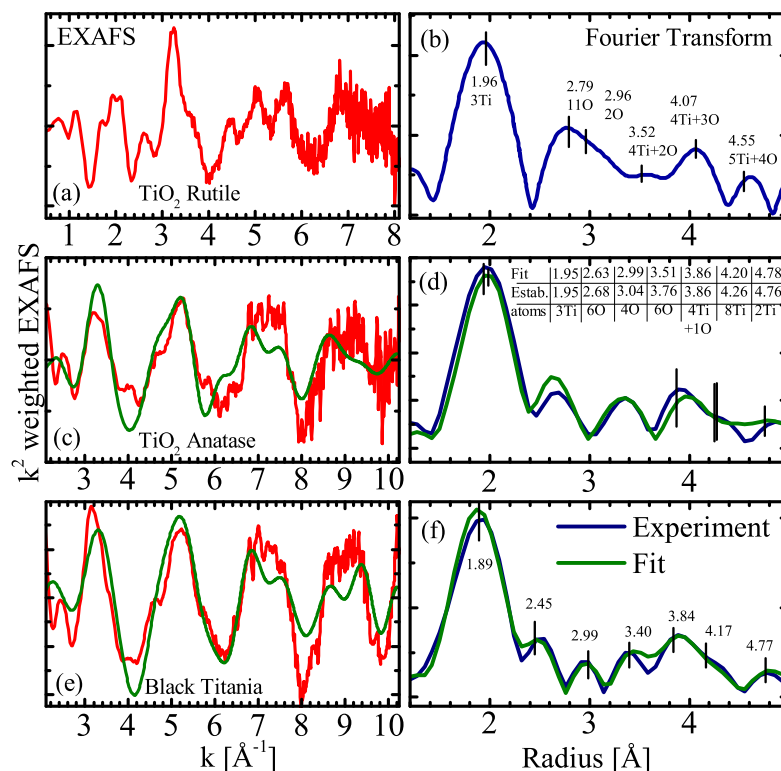 EXAFS
(b)
Fourier Transform
1.96
3Ti
2.79
11O
2.96
2O
3.52
4Ti+2O
4.07
4Ti+3O
4.55
5Ti+4O
(a)
TiO2 Rutile
1 2 3 4 5 6 7 8
2 3 4
k2 weighted EXAFS
(c)
TiO2 Anatase
3 4 5 6 7 8 9 10
(d)
Fit 1.95 2.63 2.99 3.51 3.86 4.20 4.78
Estab. 1.95 2.68 3.04 3.76 3.86 4.26 4.76
atoms 3Ti 6O 4O 6O 4Ti 8Ti 2Ti
+1O
2 3 4
(e)
Black Titania
3 4 5 6 7 8 9 10
k [Å-1]
(f)
Experiment
Fit
1.89
2.45
2.99
3.40
3.84
4.17
4.77
2 3 4
Radius [Å]